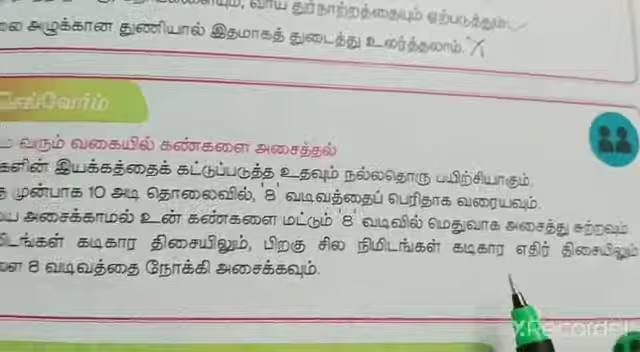 வாய் துர்நாற்றத்தையும் ஏற்படுத்தும்.
அழுக்கான துணியால் இதமாகத் துடைத்து உலர்த்தலாம்.
செய்வோம்
வரும் வகையில் கண்களை அசைத்தல்
களின் இயக்கத்தைக் கட்டுப்படுத்த உதவும் நல்லதொரு பயிற்சியாகும்.
முன்பாக 10 அடி தொலைவில், '8' வடிவத்தைப் பெரிதாக வரையவும்.
அசைக்காமல் உன் கண்களை மட்டும் '8' வடிவில் மெதுவாக அசைத்து சுற்றவும்.
டங்கள் கடிகார திசையிலும், பிறகு சில நிமிடங்கள் கடிகார எதிர் திசையிலும்
8 வடிவத்தை நோக்கி அசைக்கவும்.
XRecorder